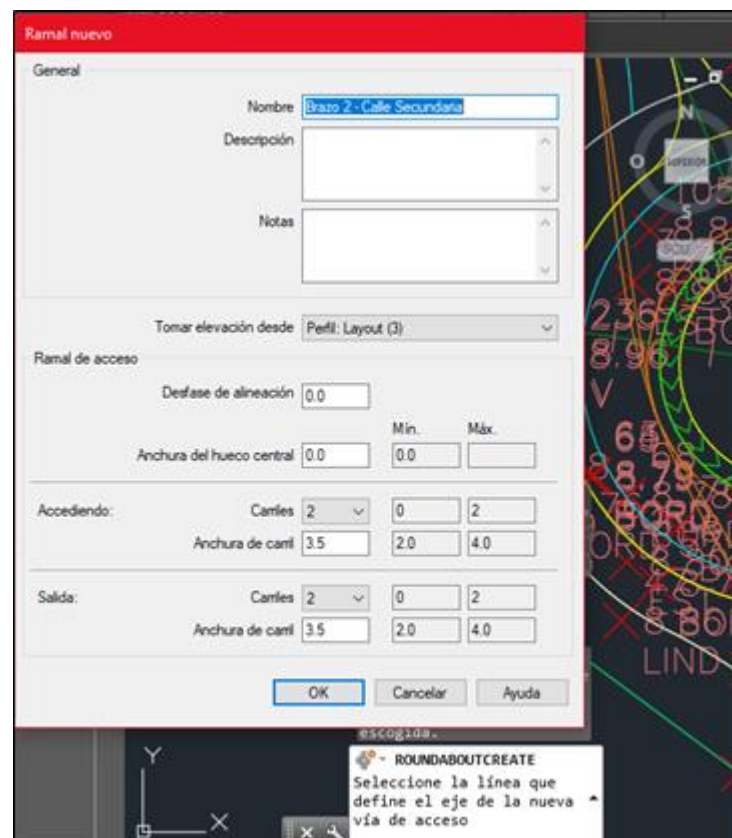 Ramal nuevo
General
Nombre Brazo 2 - Calle Secundaria
Descripción
Notas
Tomar elevación desde Perfil: Layout (3)
Ramal de acceso
Desfase de alineación 0.0
Mín. Máx.
Anchura del hueco central 0.0 0.0
Accediendo: Carriles 2 0 2
Anchura de carril 3.5 2.0 4.0
Salida: Carriles 2 0 2
Anchura de carril 3.5 2.0 4.0
OK Cancelar Ayuda
N
O SUPERIOR
S
8.96
V
8.79
LIND
escogida.
ROUNDABOUTCREATE
Seleccione la línea que
define el eje de la nueva
vía de acceso
Y
X